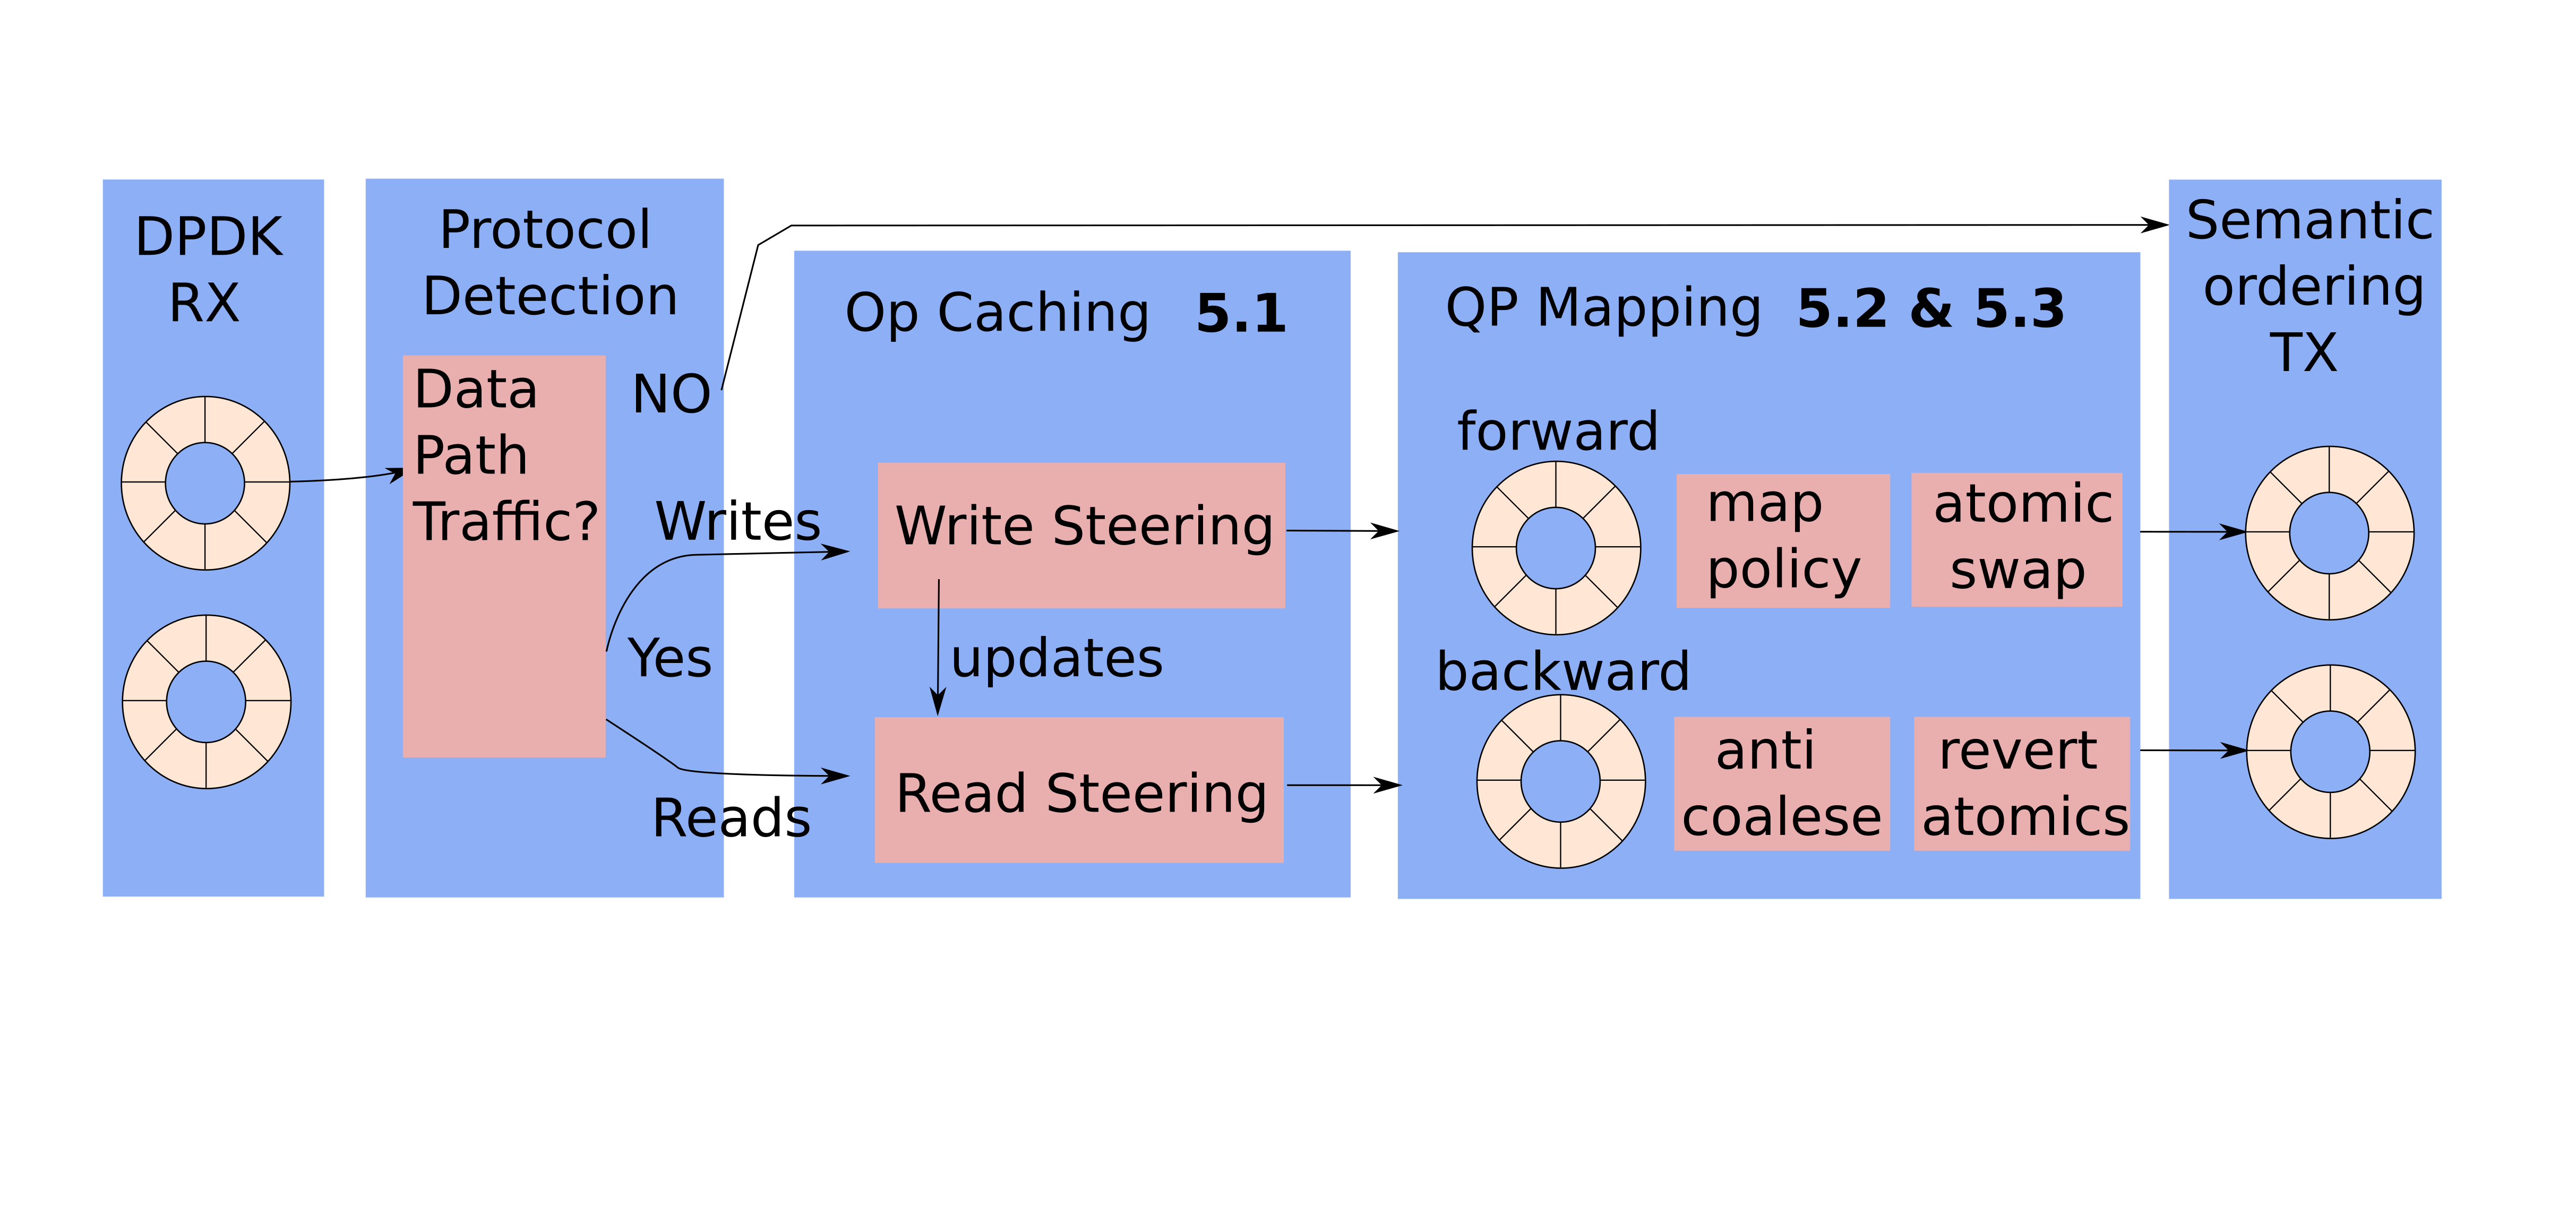 DPDK
RX
Protocol
Detection
Data
Path
Traffic?
NO
Writes
Yes
Reads
Op Caching 5.1
Write Steering
updates
Read Steering
QP Mapping 5.2 & 5.3
forward
map
policy
atomic
swap
backward
anti
coalese
revert
atomics
Semantic
ordering
TX